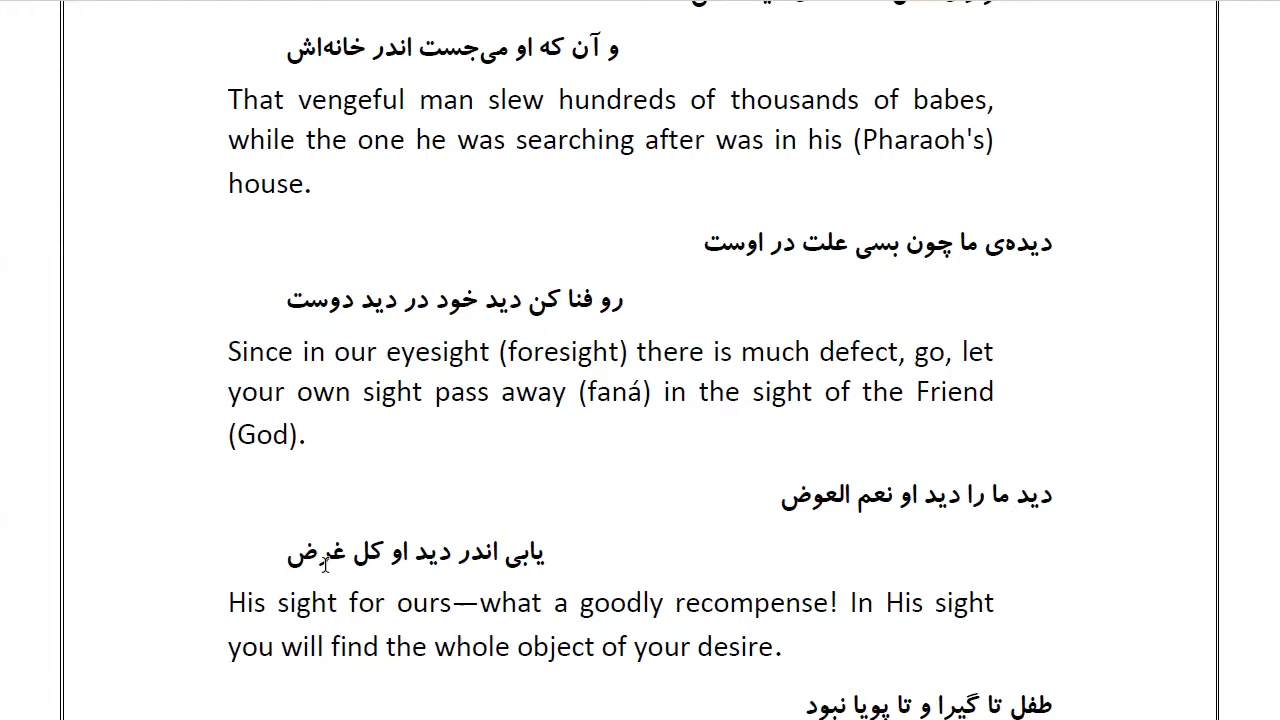 و آن که او می‌جست اندر خانه‌اش
That vengeful man slew hundreds of thousands of babes,
while the one he was searching after was in his (Pharaoh's)
house.
دیده‌ی ما چون بسی علت در اوست
رو فنا کن دید خود در دید دوست
Since in our eyesight (foresight) there is much defect, go, let
your own sight pass away (faná) in the sight of the Friend
(God).
دید ما را دید او نعم العوض
یابی اندر دید او کل غرض
His sight for ours—what a goodly recompense! In His sight
you will find the whole object of your desire.
طفل تا گیرا و تا پویا نبود